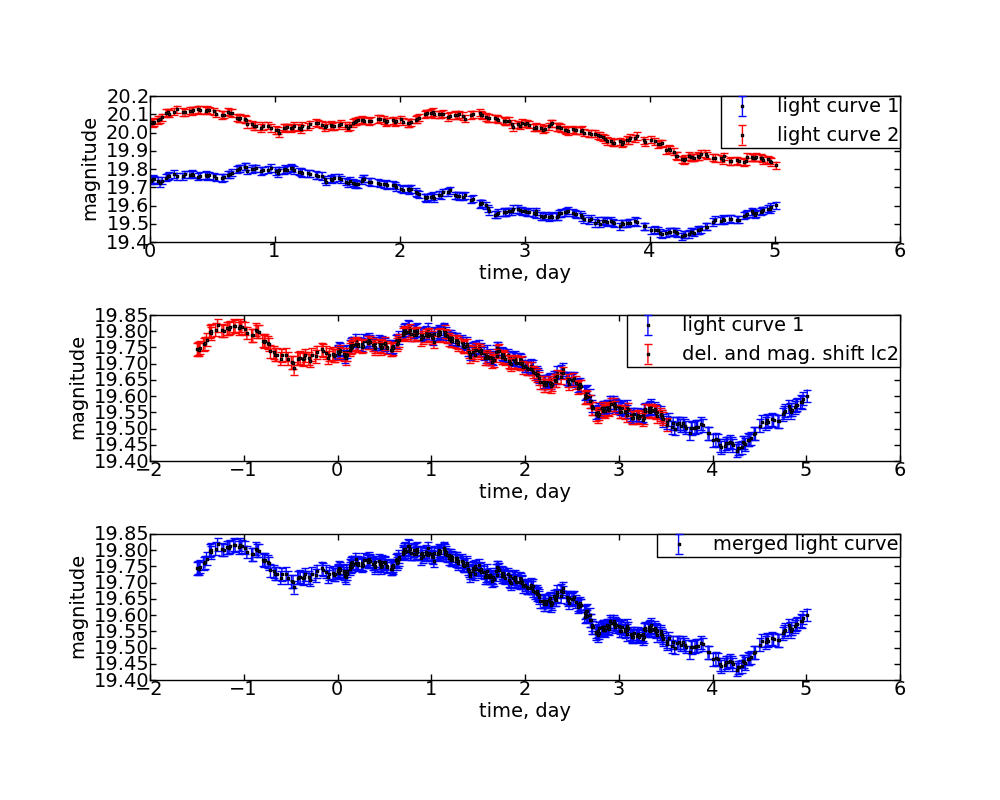 20.2
20.1
20.0
19.9
19.8
19.7
19.6
19.5
19.4
magnitude
light curve 1
light curve 2
0 1 2 3 4 5 6
time, day
19.85
19.80
19.75
19.70
19.65
19.60
19.55
19.50
19.45
19.40
magnitude
light curve 1
del. and mag. shift lc2
−2 −1 0 1 2 3 4 5 6
time, day
19.85
19.80
19.75
19.70
19.65
19.60
19.55
19.50
19.45
19.40
magnitude
merged light curve
−2 −1 0 1 2 3 4 5 6
time, day